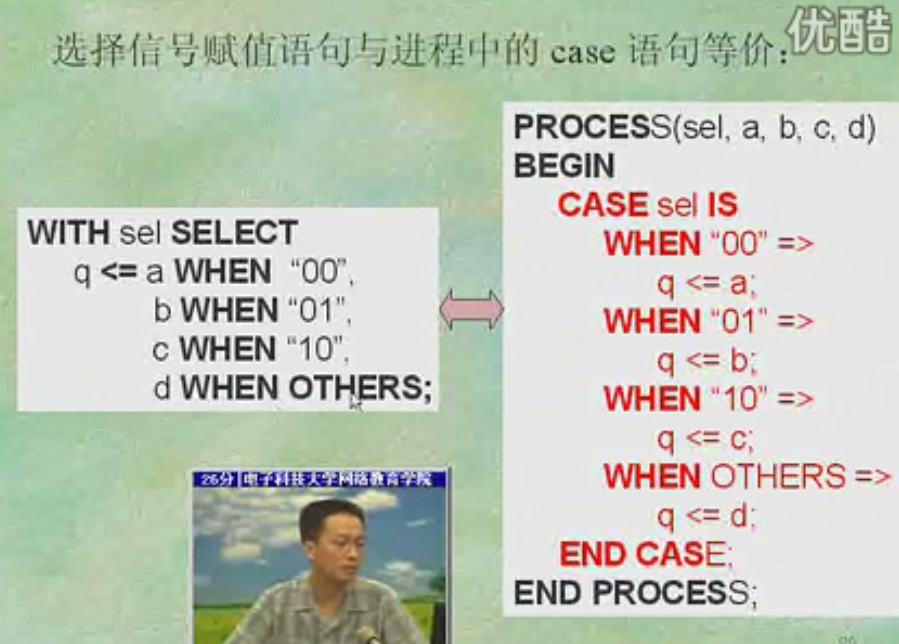 优酷
选择信号赋值语句与进程中的 case 语句等价:
WITH sel SELECT
q <= a WHEN “00”,
b WHEN “01”,
c WHEN “10”,
d WHEN OTHERS;
PROCESS(sel, a, b, c, d)
BEGIN
CASE sel IS
WHEN “00” =>
q <= a;
WHEN “01” =>
q <= b;
WHEN “10” =>
q <= c;
WHEN OTHERS =>
q <= d;
END CASE;
END PROCESS;
26分 电子科技大学网络教育学院